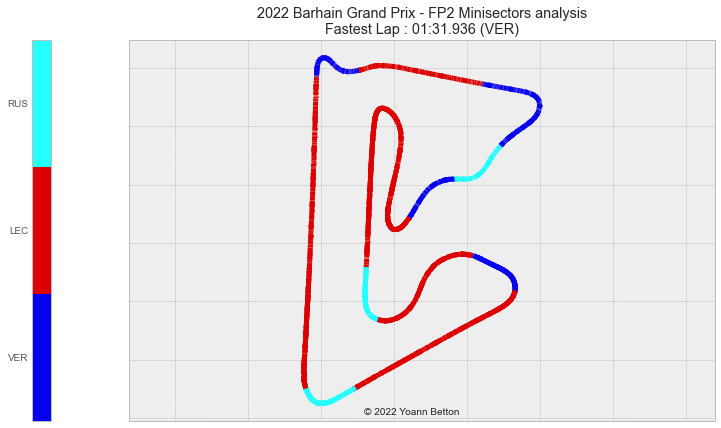 2022 Barhain Grand Prix - FP2 Minisectors analysis
Fastest Lap : 01:31.936 (VER)
RUS
LEC
VER
© 2022 Yoann Betton